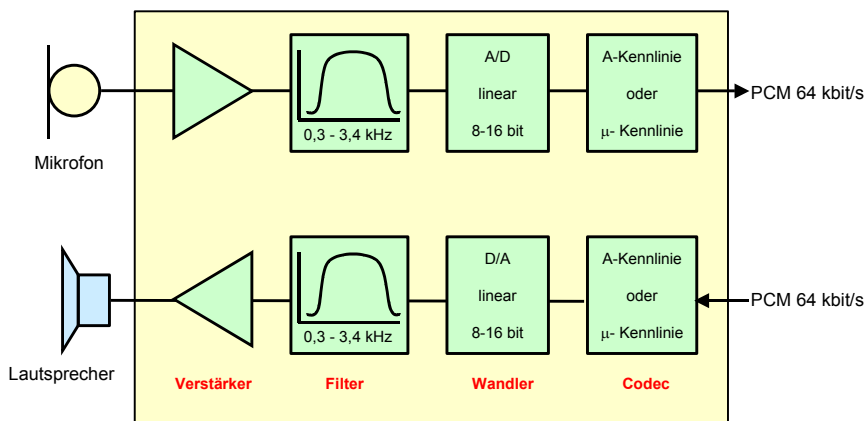 A/D
linear
8-16 bit
A-Kennlinie
oder
µ- Kennlinie
0,3 - 3,4 kHz
PCM 64 kbit/s
Mikrofon
D/A
linear
8-16 bit
A-Kennlinie
oder
µ- Kennlinie
0,3 - 3,4 kHz
PCM 64 kbit/s
Lautsprecher
Verstärker
Filter
Wandler
Codec